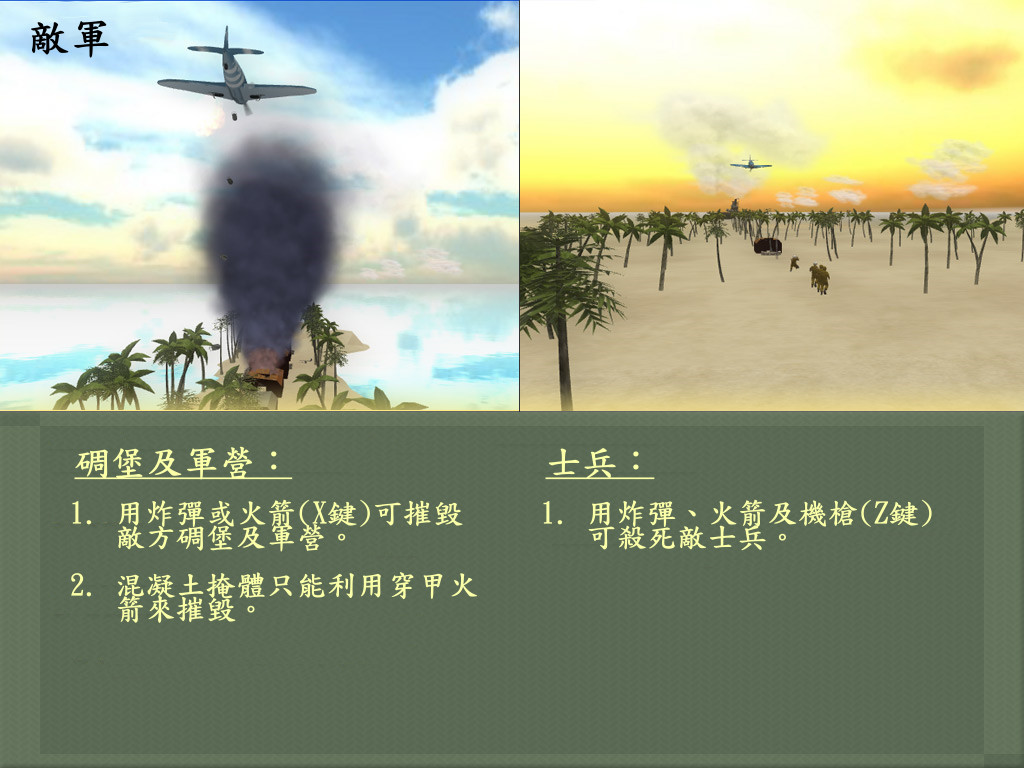 敵軍
碉堡及軍營：
1. 用炸彈或火箭(X鍵)可摧毀
敵方碉堡及軍營。
2. 混凝土掩體只能利用穿甲火
箭來摧毀。
士兵：
1. 用炸彈、火箭及機槍(Z鍵)
可殺死敵士兵。